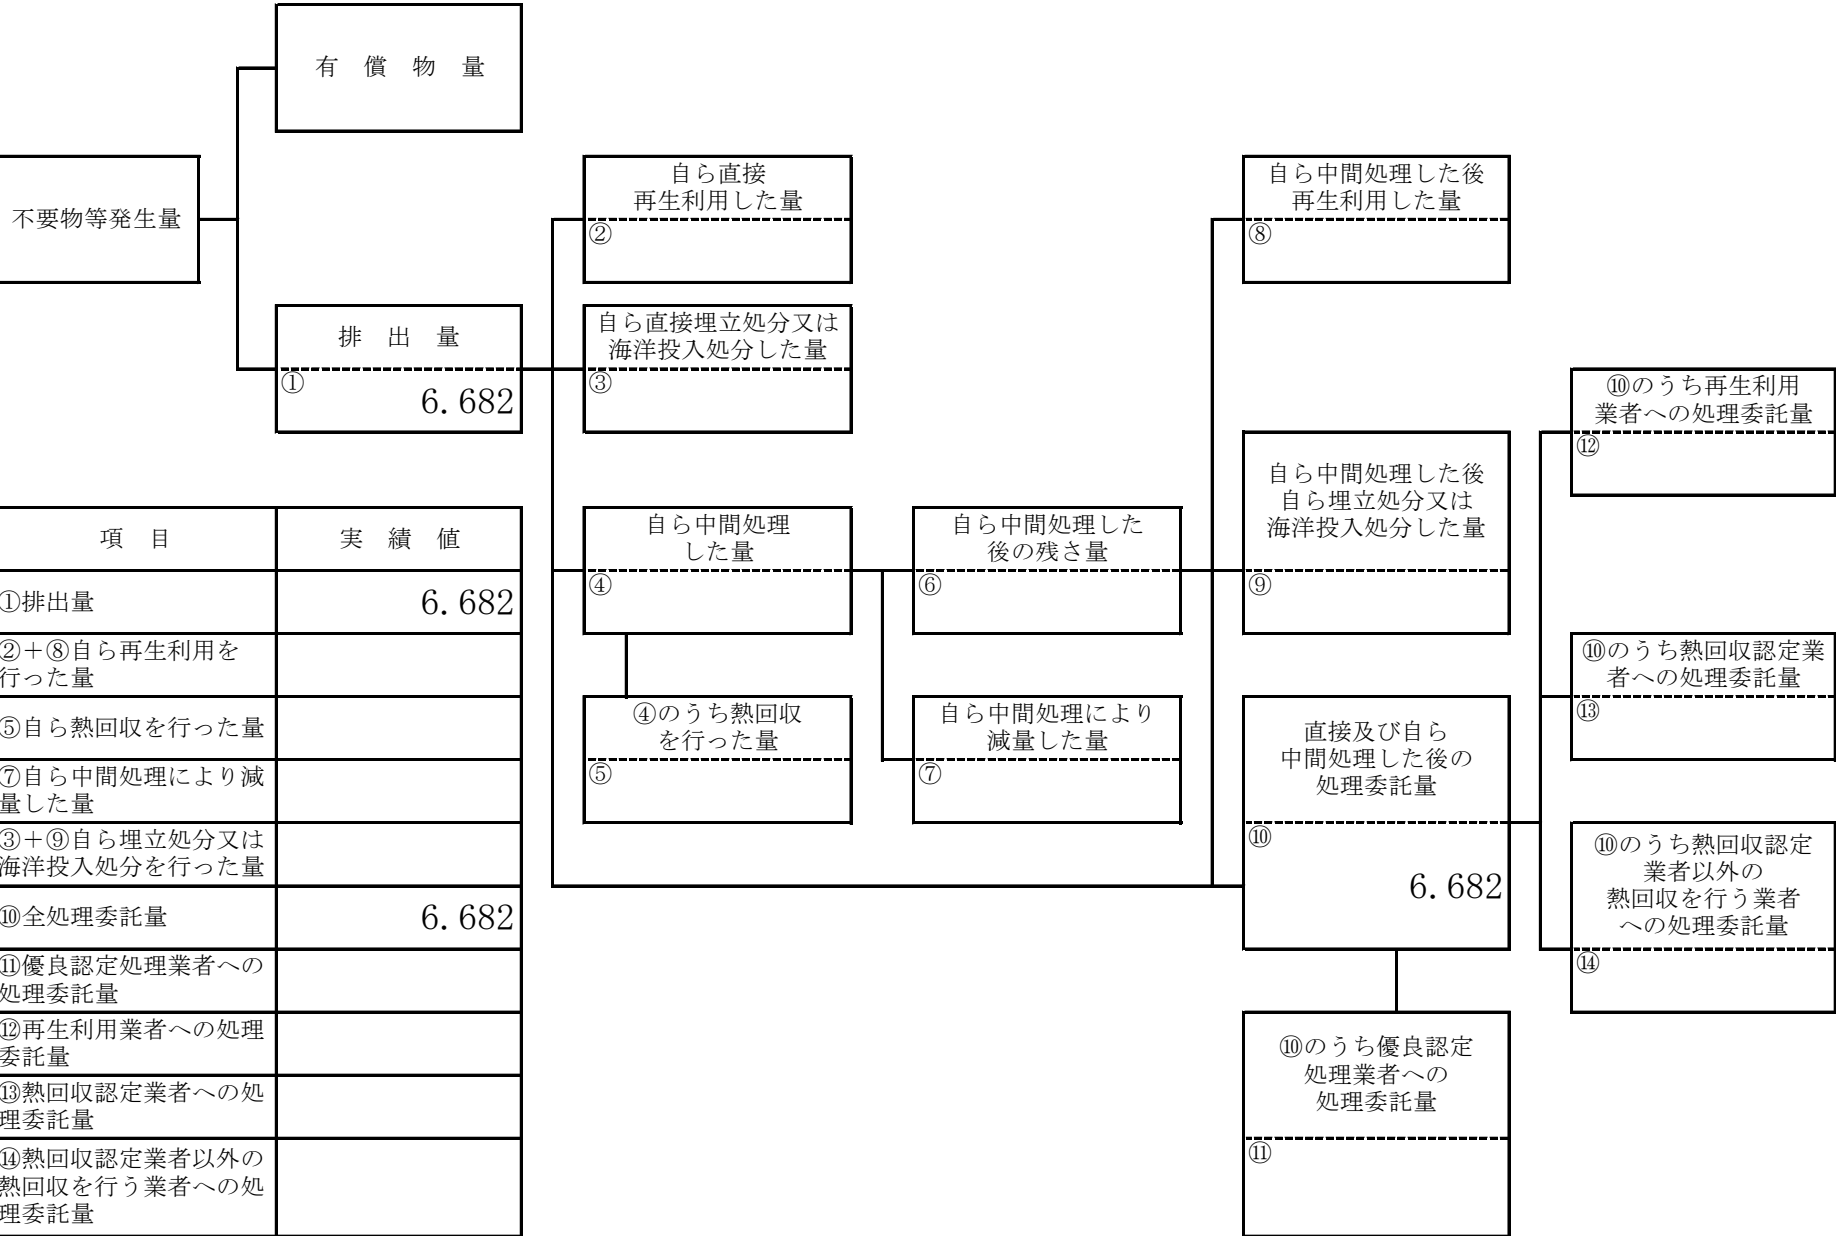 有　償　物　量
不要物等発生量
自ら直接
再生利用した量
②
自ら中間処理した後
再生利用した量
⑧
排　出　量
①
6.682
自ら直接埋立処分又は
海洋投入処分した量
③
⑩のうち再生利用
業者への処理委託量
⑫
自ら中間処理した後
自ら埋立処分又は
海洋投入処分した量
⑨
自ら中間処理
した量
④
自ら中間処理した
後の残さ量
⑥
⑩のうち熱回収認定業
者への処理委託量
⑬
④のうち熱回収
を行った量
⑤
自ら中間処理により
減量した量
⑦
直接及び自ら
中間処理した後の
処理委託量
⑩
6.682
⑩のうち熱回収認定
業者以外の
熱回収を行う業者
への処理委託量
⑭
⑩のうち優良認定
処理業者への
処理委託量
⑪
項　目
実　績　値
①排出量
6.682
②＋⑧自ら再生利用を
行った量
⑤自ら熱回収を行った量
⑦自ら中間処理により減
量した量
③＋⑨自ら埋立処分又は
海洋投入処分を行った量
⑩全処理委託量
6.682
⑪優良認定処理業者への
処理委託量
⑫再生利用業者への処理
委託量
⑬熱回収認定業者への処
理委託量
⑭熱回収認定業者以外の
熱回収を行う業者への処
理委託量